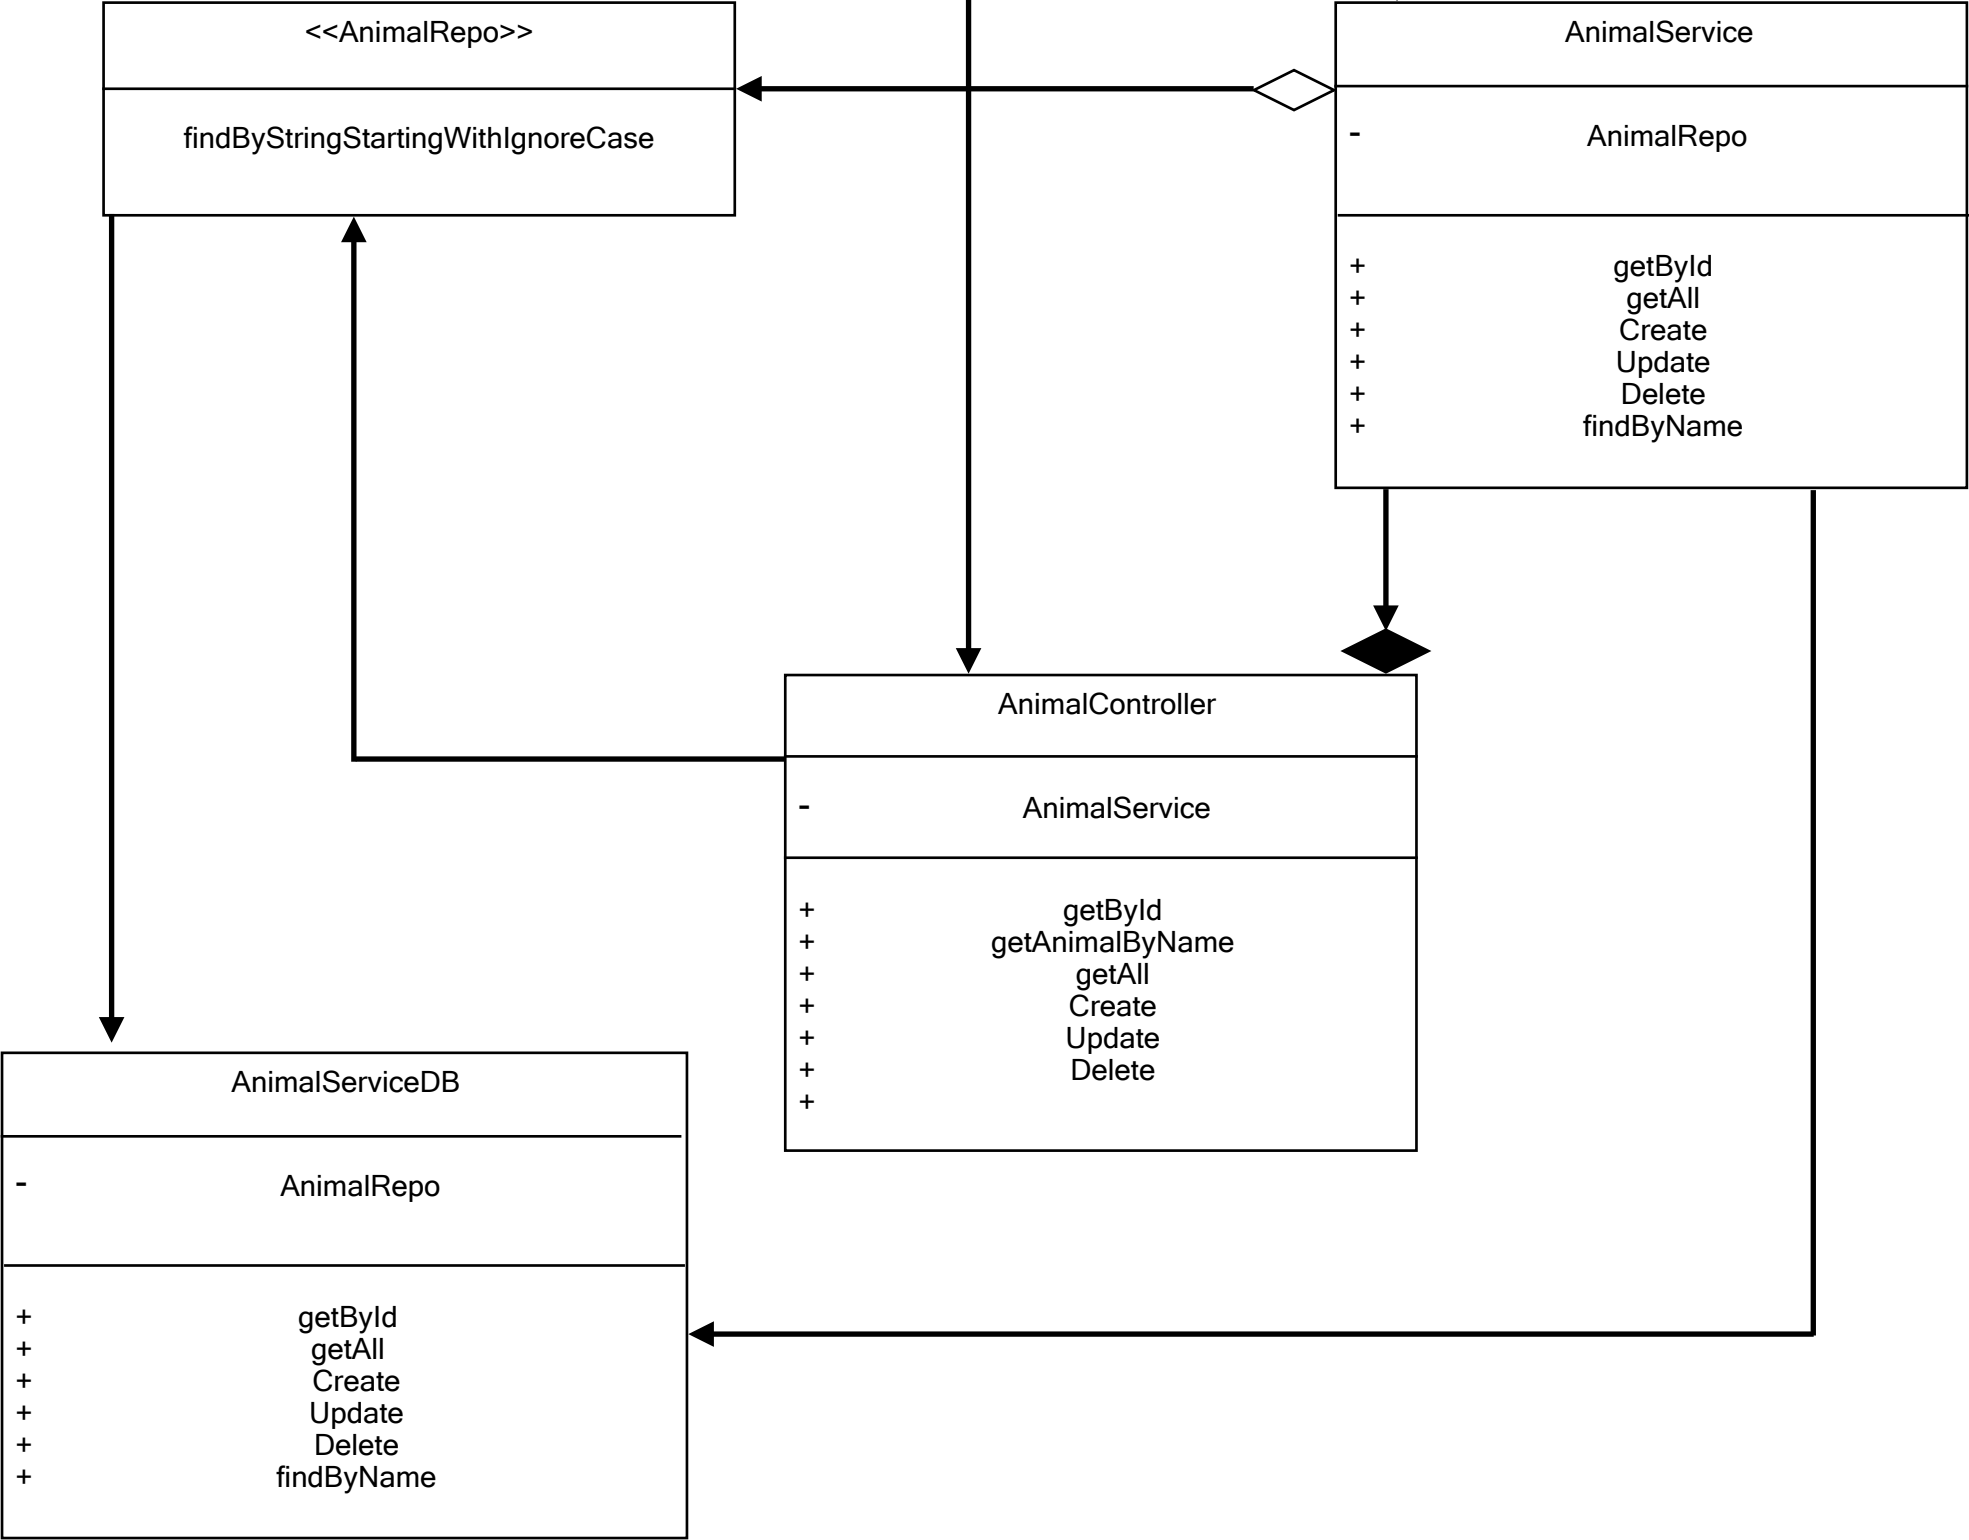 <<AnimalRepo>>
findByStringStartingWithIgnoreCase
AnimalService
- AnimalRepo
+ getById
+ getAll
+ Create
+ Update
+ Delete
+ findByName
AnimalController
- AnimalService
+ getById
+ getAnimalByName
+ getAll
+ Create
+ Update
+ Delete
+
AnimalServiceDB
- AnimalRepo
+ getById
+ getAll
+ Create
+ Update
+ Delete
+ findByName